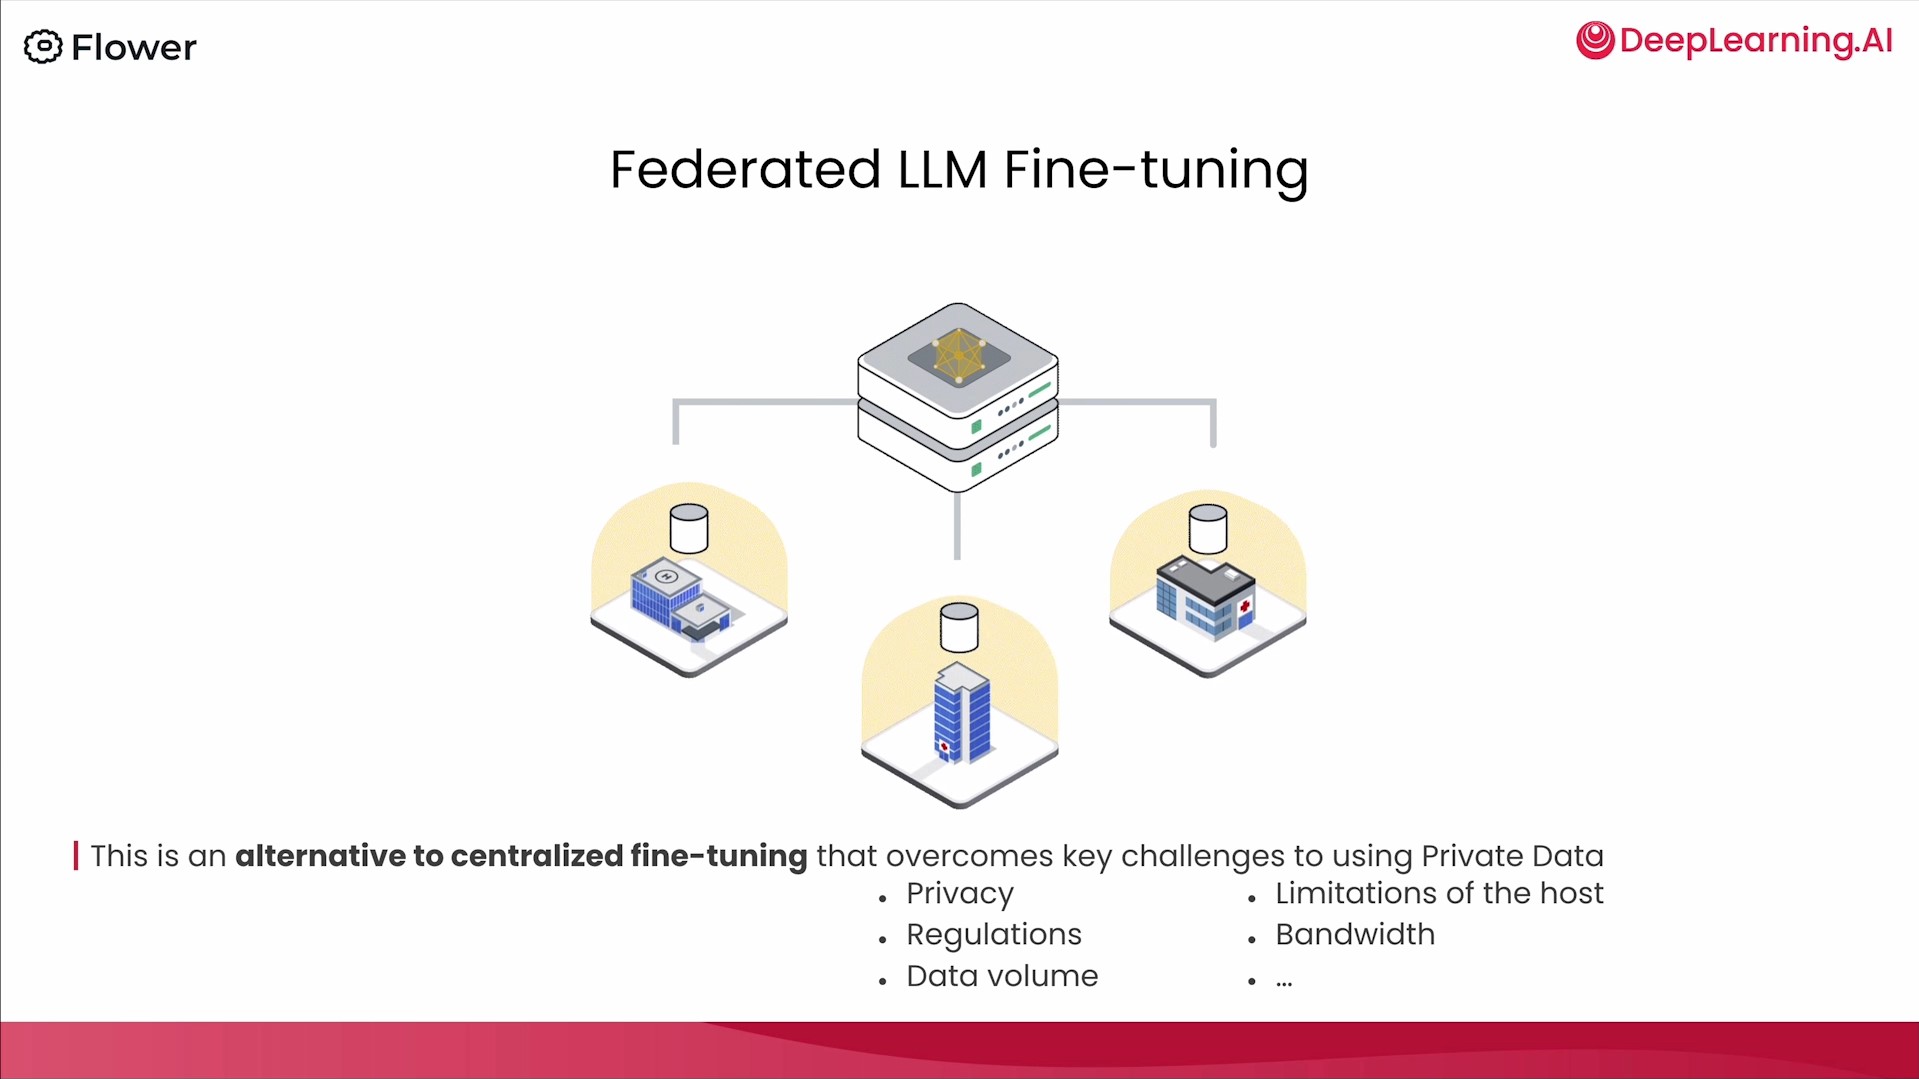 Flower
DeepLearning.AI
Federated LLM Fine-tuning
H
This is an alternative to centralized fine-tuning that overcomes key challenges to using Private Data
• Privacy
• Regulations
• Data volume
• Limitations of the host
• Bandwidth
• ...